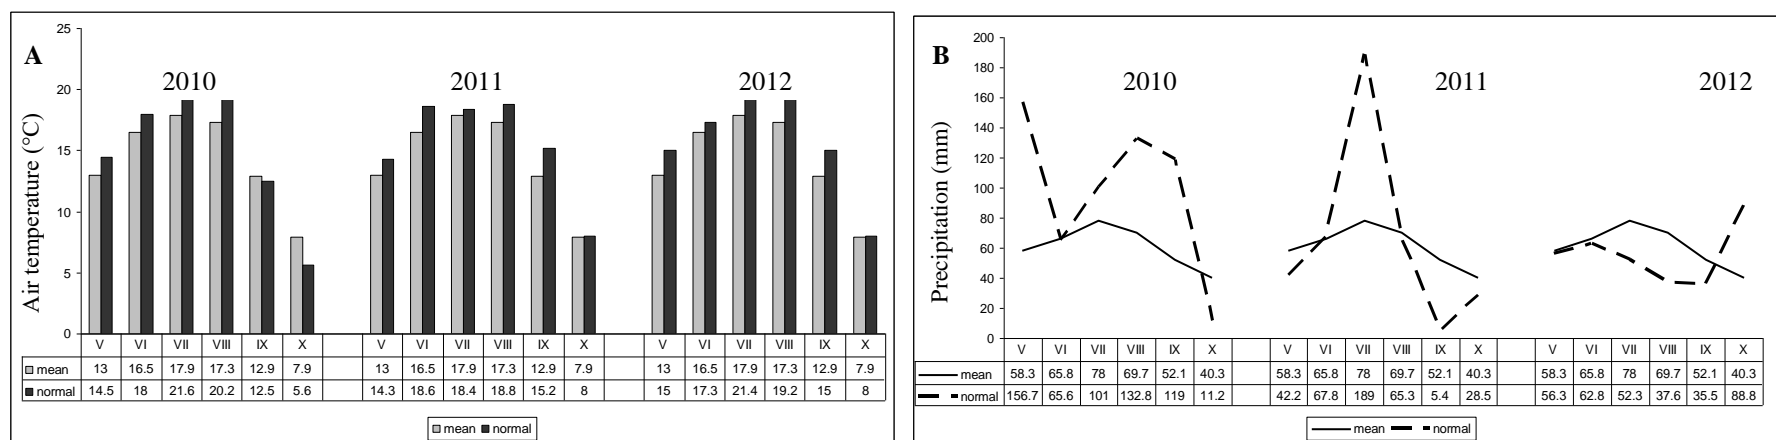 A
2010 2011 2012
25
20
15
10
5
0
Air temperature (°C)
V VI VII VIII IX X V VI VII VIII IX X V VI VII VIII IX X
mean 13 16.5 17.9 17.3 12.9 7.9 13 16.5 17.9 17.3 12.9 7.9 13 16.5 17.9 17.3 12.9 7.9
normal 14.5 18 21.6 20.2 12.5 5.6 14.3 18.6 18.4 18.8 15.2 8 15 17.3 21.4 19.2 15 8
mean normal
B
2010 2011 2012
200
180
160
140
120
100
80
60
40
20
0
Precipitation (mm)
V VI VII VIII IX X V VI VII VIII IX X V VI VII VIII IX X
mean 58.3 65.8 78 69.7 52.1 40.3 58.3 65.8 78 69.7 52.1 40.3 58.3 65.8 78 69.7 52.1 40.3
normal 156.7 65.6 101 132.8 119 11.2 42.2 67.8 189 65.3 5.4 28.5 56.3 62.8 52.3 37.6 35.5 88.8
mean normal